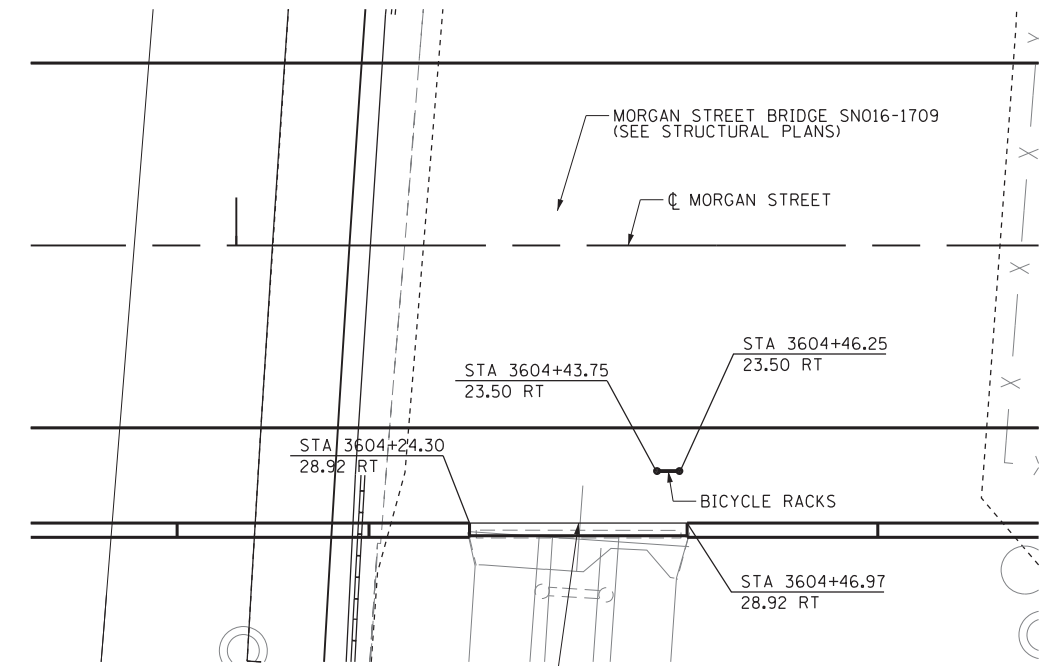 MORGAN STREET BRIDGE SN016-1709
(SEE STRUCTURAL PLANS)
℄ MORGAN STREET
STA 3604+46.25
23.50 RT
STA 3604+43.75
23.50 RT
STA 3604+24.30
28.92 RT
BICYCLE RACKS
STA 3604+46.97
28.92 RT